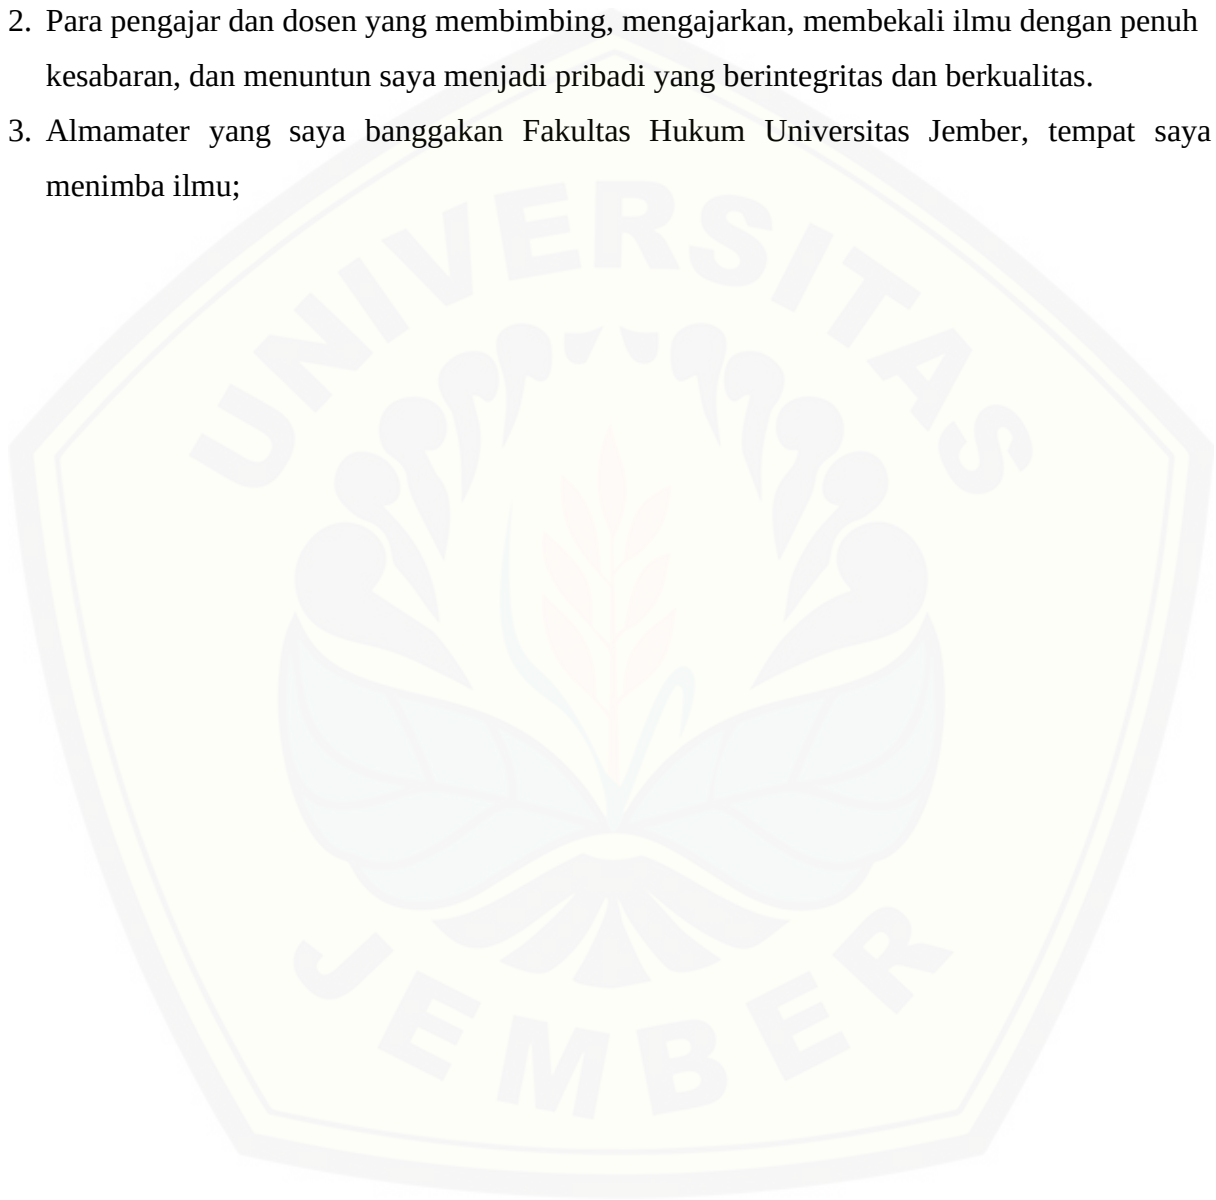 2. Para pengajar dan dosen yang membimbing, mengajarkan, membekali ilmu dengan penuh
kesabaran, dan menuntun saya menjadi pribadi yang berintegritas dan berkualitas.
3. Almamater yang saya banggakan Fakultas Hukum Universitas Jember, tempat saya
menimba ilmu;
UNIVERSITAS
JEMBER